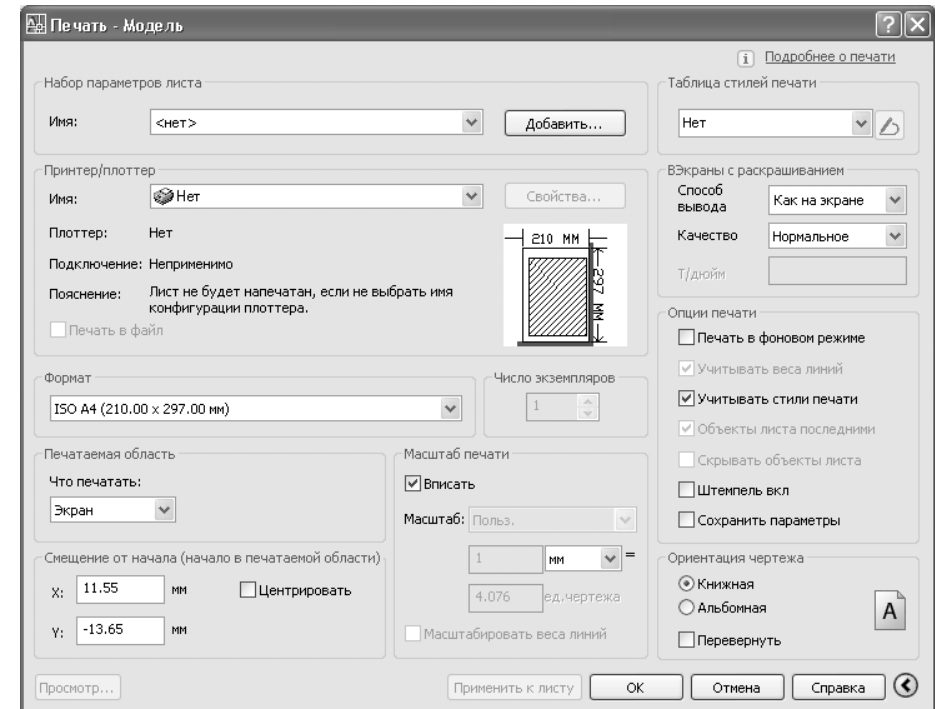 Печать - Модель
Подробнее о печати
Набор параметров листа
Имя:
<нет>
Добавить...
Таблица стилей печати
Нет
Принтер/плоттер
Имя:
Нет
Свойства...
Плоттер:
Нет
Подключение: Неприменимо
Пояснение:
Лист не будет напечатан, если не выбрать имя
конфигурации плоттера.
Печать в файл
210 MM
297 MM
ВЭкраны с раскрашиванием
Способ
вывода
Как на экране
Качество
Нормальное
Т/дюйм
Формат
ISO A4 (210.00 x 297.00 мм)
Число экземпляров
1
Опции печати
Печать в фоновом режиме
Учитывать веса линий
Учитывать стили печати
Объекты листа последними
Скрывать объекты листа
Штемпель вкл
Сохранить параметры
Печатаемая область
Что печатать:
Экран
Масштаб печати
Вписать
Масштаб: Польз.
1
мм
=
4.076
ед.чертежа
Масштабировать веса линий
Смещение от начала (начало в печатаемой области)
X: 11.55 мм
Центрировать
Y: -13.65 мм
Ориентация чертежа
Книжная
Альбомная
Перевернуть
A
Просмотр...
Применить к листу
ОК
Отмена
Справка